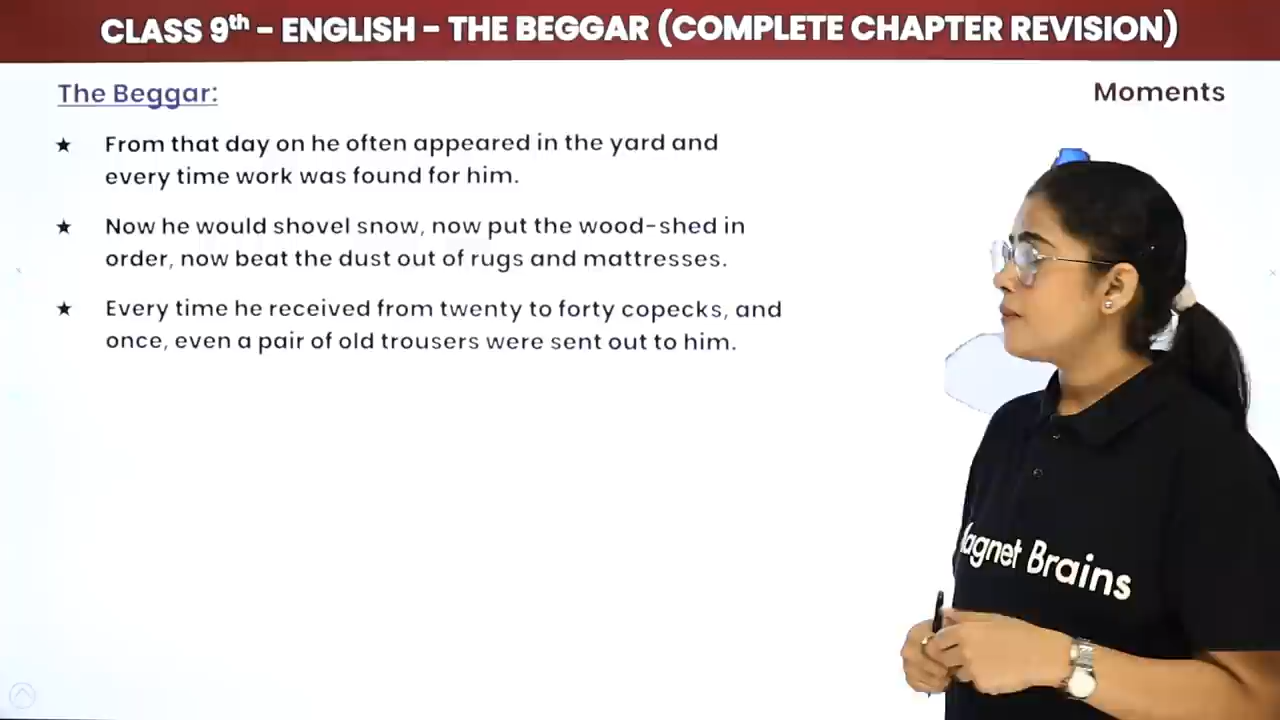 CLASS 9th - ENGLISH - THE BEGGAR (COMPLETE CHAPTER REVISION)
The Beggar:
Moments
★ From that day on he often appeared in the yard and
every time work was found for him.
★ Now he would shovel snow, now put the wood-shed in
order, now beat the dust out of rugs and mattresses.
★ Every time he received from twenty to forty copecks, and
once, even a pair of old trousers were sent out to him.
Magnet Brains